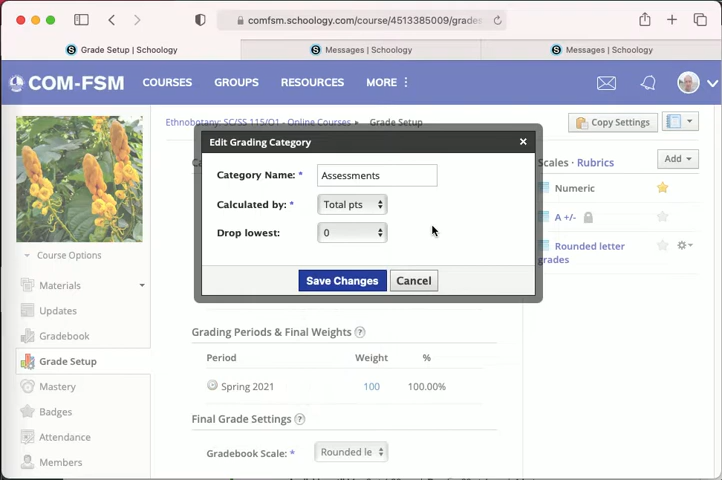 comfsm.schoology.com/course/4513385009/grades
S Grade Setup | Schoology
S Messages | Schoology
S Messages | Schoology
COM-FSM
COURSES
GROUPS
RESOURCES
MORE
Ethnobotany: SC/SS 115/O1 - Online Courses ▸ Grade Setup
Copy Settings
Edit Grading Category
×
Category Name: *
Assessments
Calculated by: *
Total pts
Drop lowest:
0
Save Changes
Cancel
Scales · Rubrics
Add
Numeric
A +/-
Rounded letter
grades
Course Options
Materials
Updates
Gradebook
Grade Setup
Mastery
Badges
Attendance
Members
Grading Periods & Final Weights ?
Period
Weight
%
Spring 2021
100
100.00%
Final Grade Settings ?
Gradebook Scale: *
Rounded le